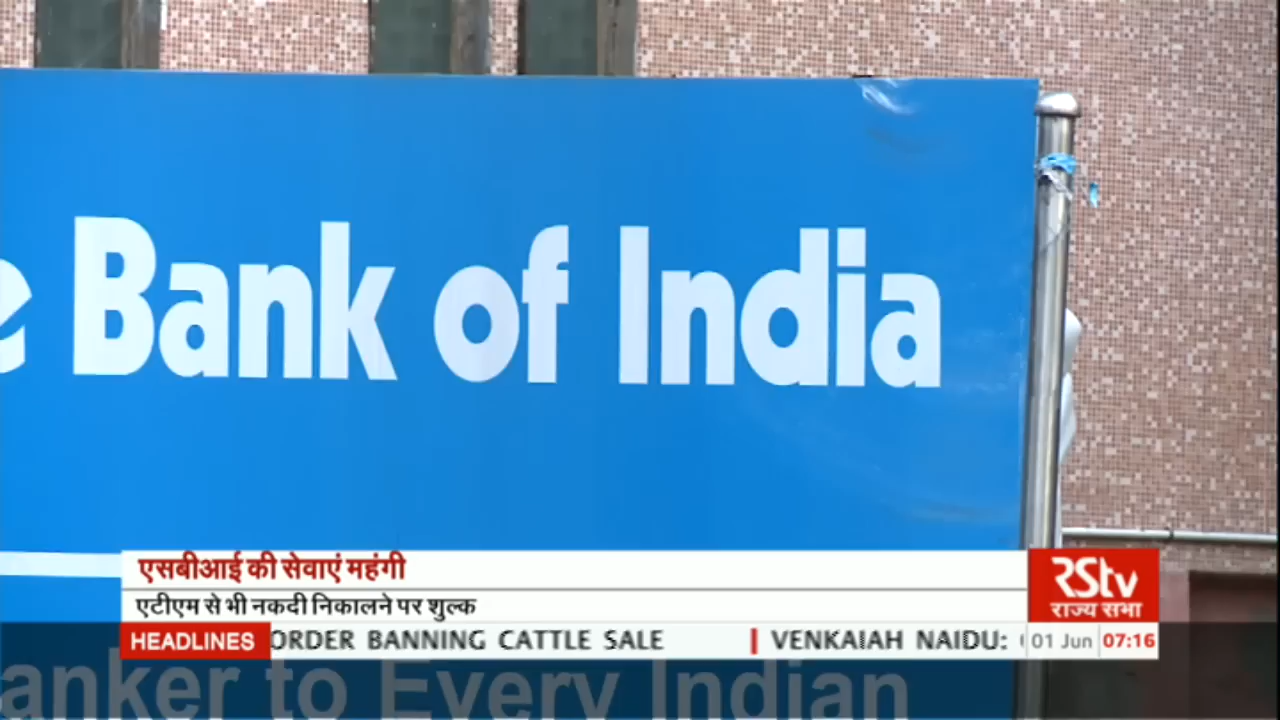 Bank of India
एसबीआई की सेवाएं महंगी
एटीएम से भी नकदी निकालने पर शुल्क
RStv
राज्य सभा
HEADLINES ORDER BANNING CATTLE SALE VENKAIAH NAIDU: 01 Jun 07:16
anker to Every Indian